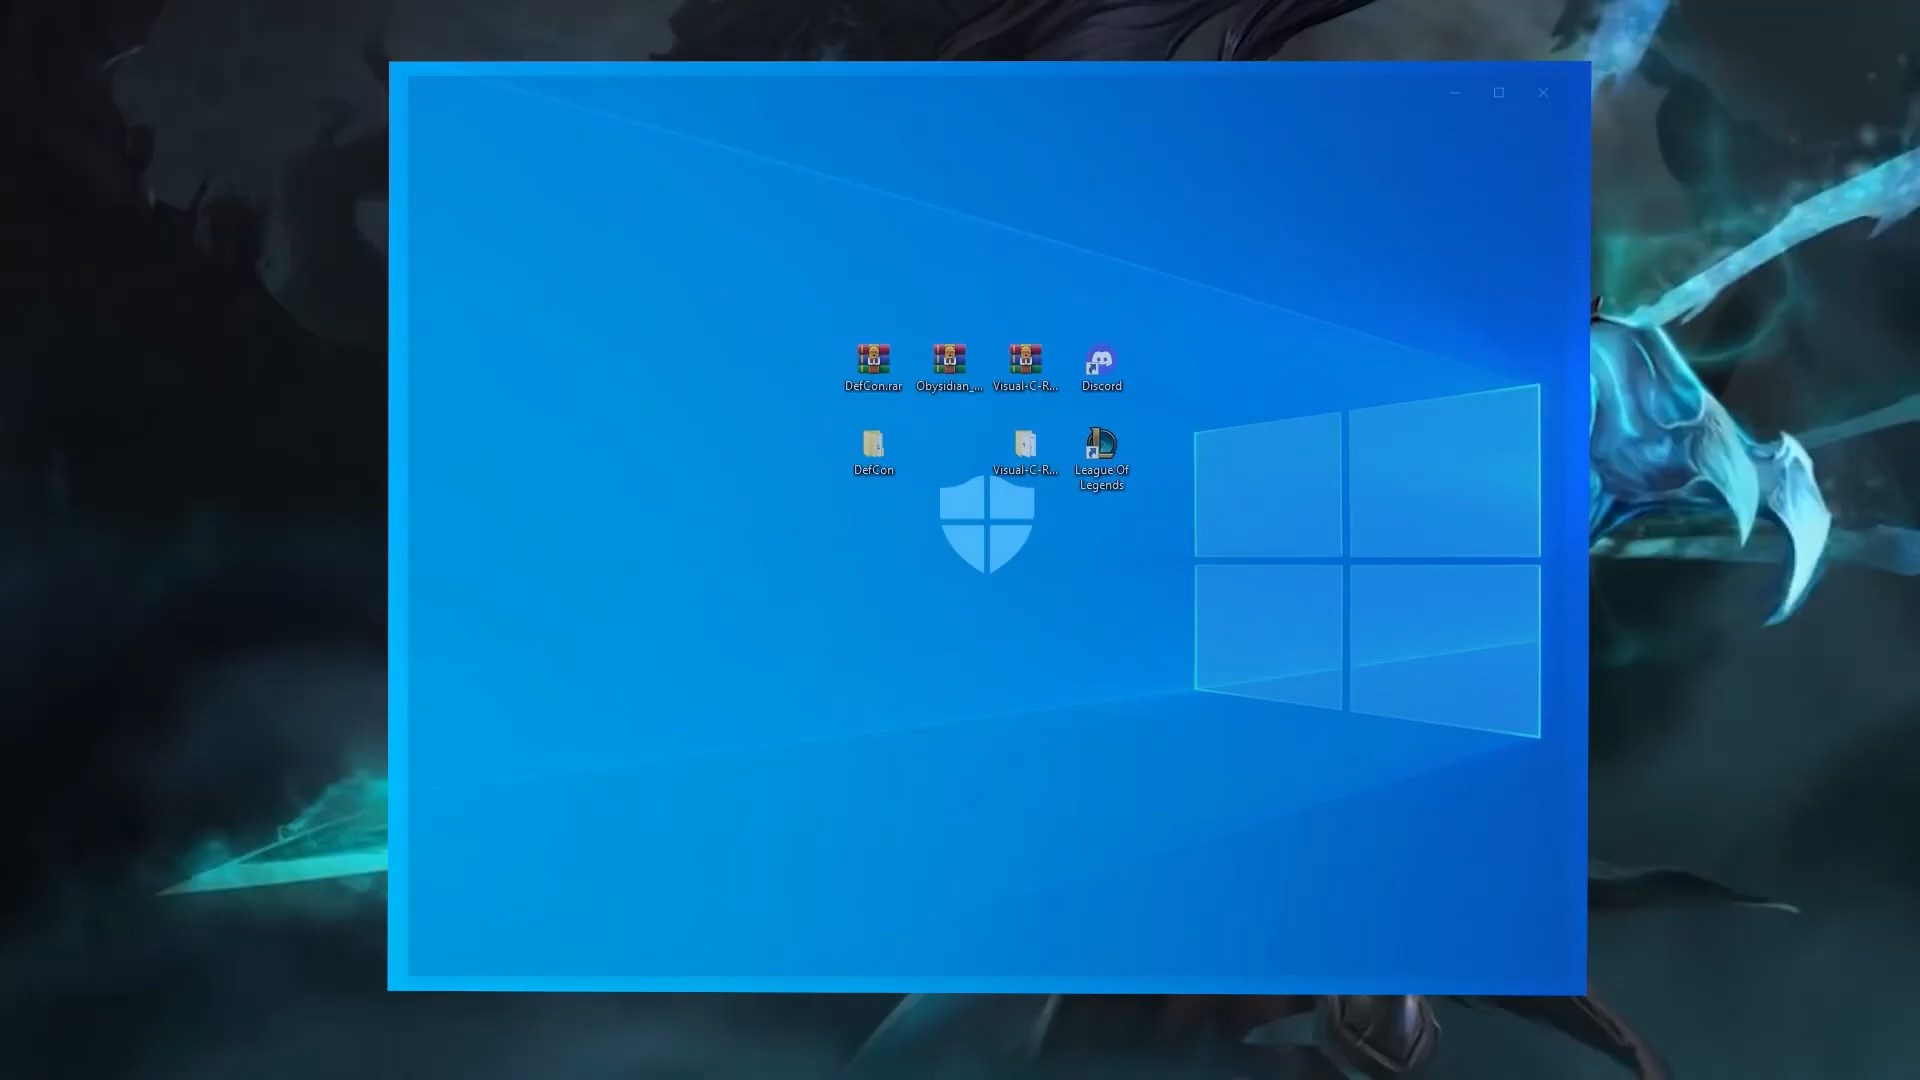 DefCon.rar
Obysidian_...
Visual-C-R...
Discord
DefCon
Visual-C-R...
League Of
Legends